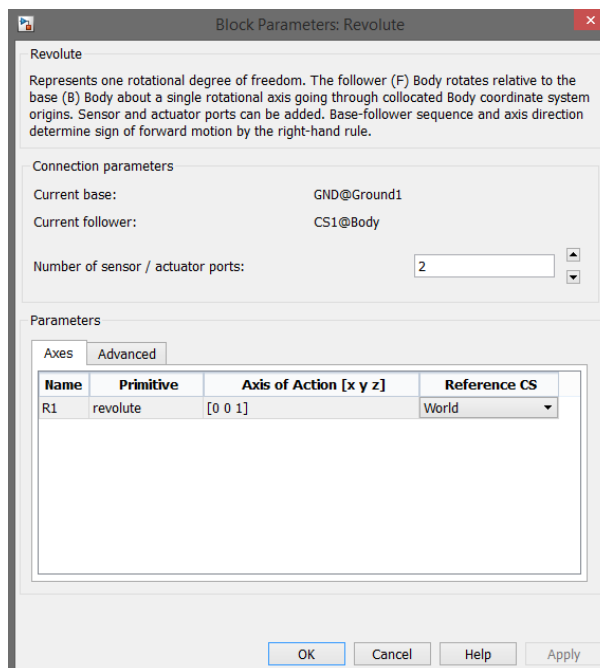 Block Parameters: Revolute
Revolute
Represents one rotational degree of freedom. The follower (F) Body rotates relative to the
base (B) Body about a single rotational axis going through collocated Body coordinate system
origins. Sensor and actuator ports can be added. Base-follower sequence and axis direction
determine sign of forward motion by the right-hand rule.
Connection parameters
Current base: GND@Ground1
Current follower: CS1@Body
Number of sensor / actuator ports: 2
Parameters
Axes Advanced
Name Primitive Axis of Action [x y z] Reference CS
R1 revolute [0 0 1] World
OK Cancel Help Apply